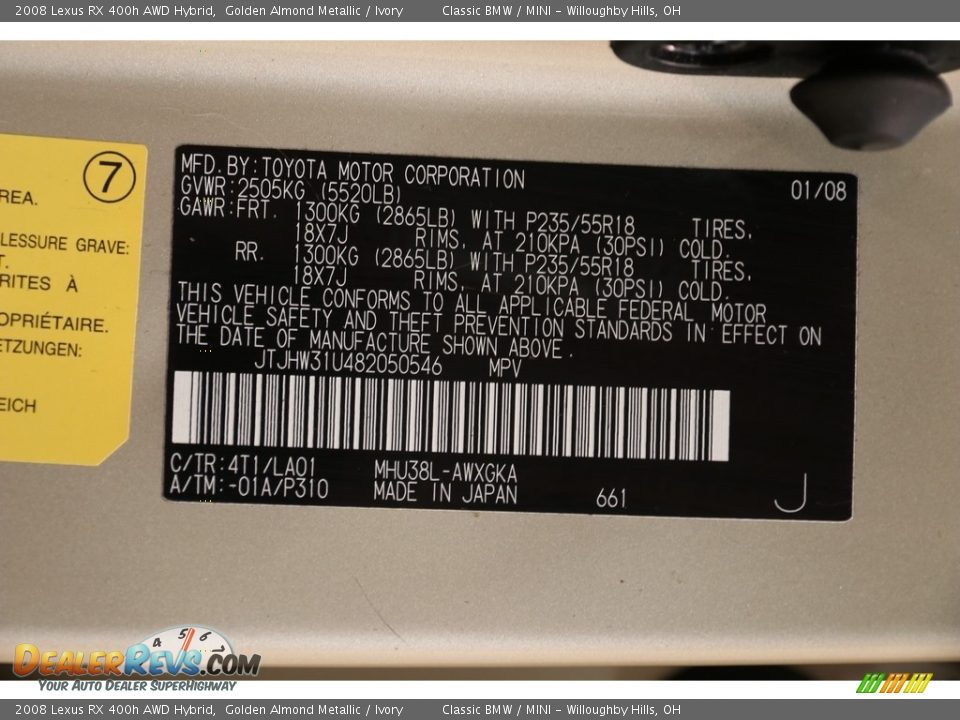 2008 Lexus RX 400h AWD Hybrid,  Golden Almond Metallic / Ivory  Classic BMW / MINI - Willoughby Hills, OH
7
REA.
LESSURE GRAVE:
T.
RITES À
OPRIÉTAIRE.
ETZUNGEN:
EICH
MFD.BY:TOYOTA MOTOR CORPORATION 01/08
GVWR:2505KG (5520LB)
GAWR:FRT. 1300KG (2865LB) WITH P235/55R18 TIRES,
18X7J RIMS, AT 210KPA (30PSI) COLD.
RR. 1300KG (2865LB) WITH P235/55R18 TIRES,
18X7J RIMS, AT 210KPA (30PSI) COLD.
THIS VEHICLE CONFORMS TO ALL APPLICABLE FEDERAL MOTOR
VEHICLE SAFETY AND THEFT PREVENTION STANDARDS IN EFFECT ON
THE DATE OF MANUFACTURE SHOWN ABOVE.
JTJHW31U482050546 MPV
C/TR:4T1/LA01 MHU38L-AWXGKA
A/TM:-01A/P310 MADE IN JAPAN 661 J
4 5 6 7
DEALERREVS.COM
YOUR AUTO DEALER SUPERHIGHWAY
2008 Lexus RX 400h AWD Hybrid,  Golden Almond Metallic / Ivory  Classic BMW / MINI - Willoughby Hills, OH